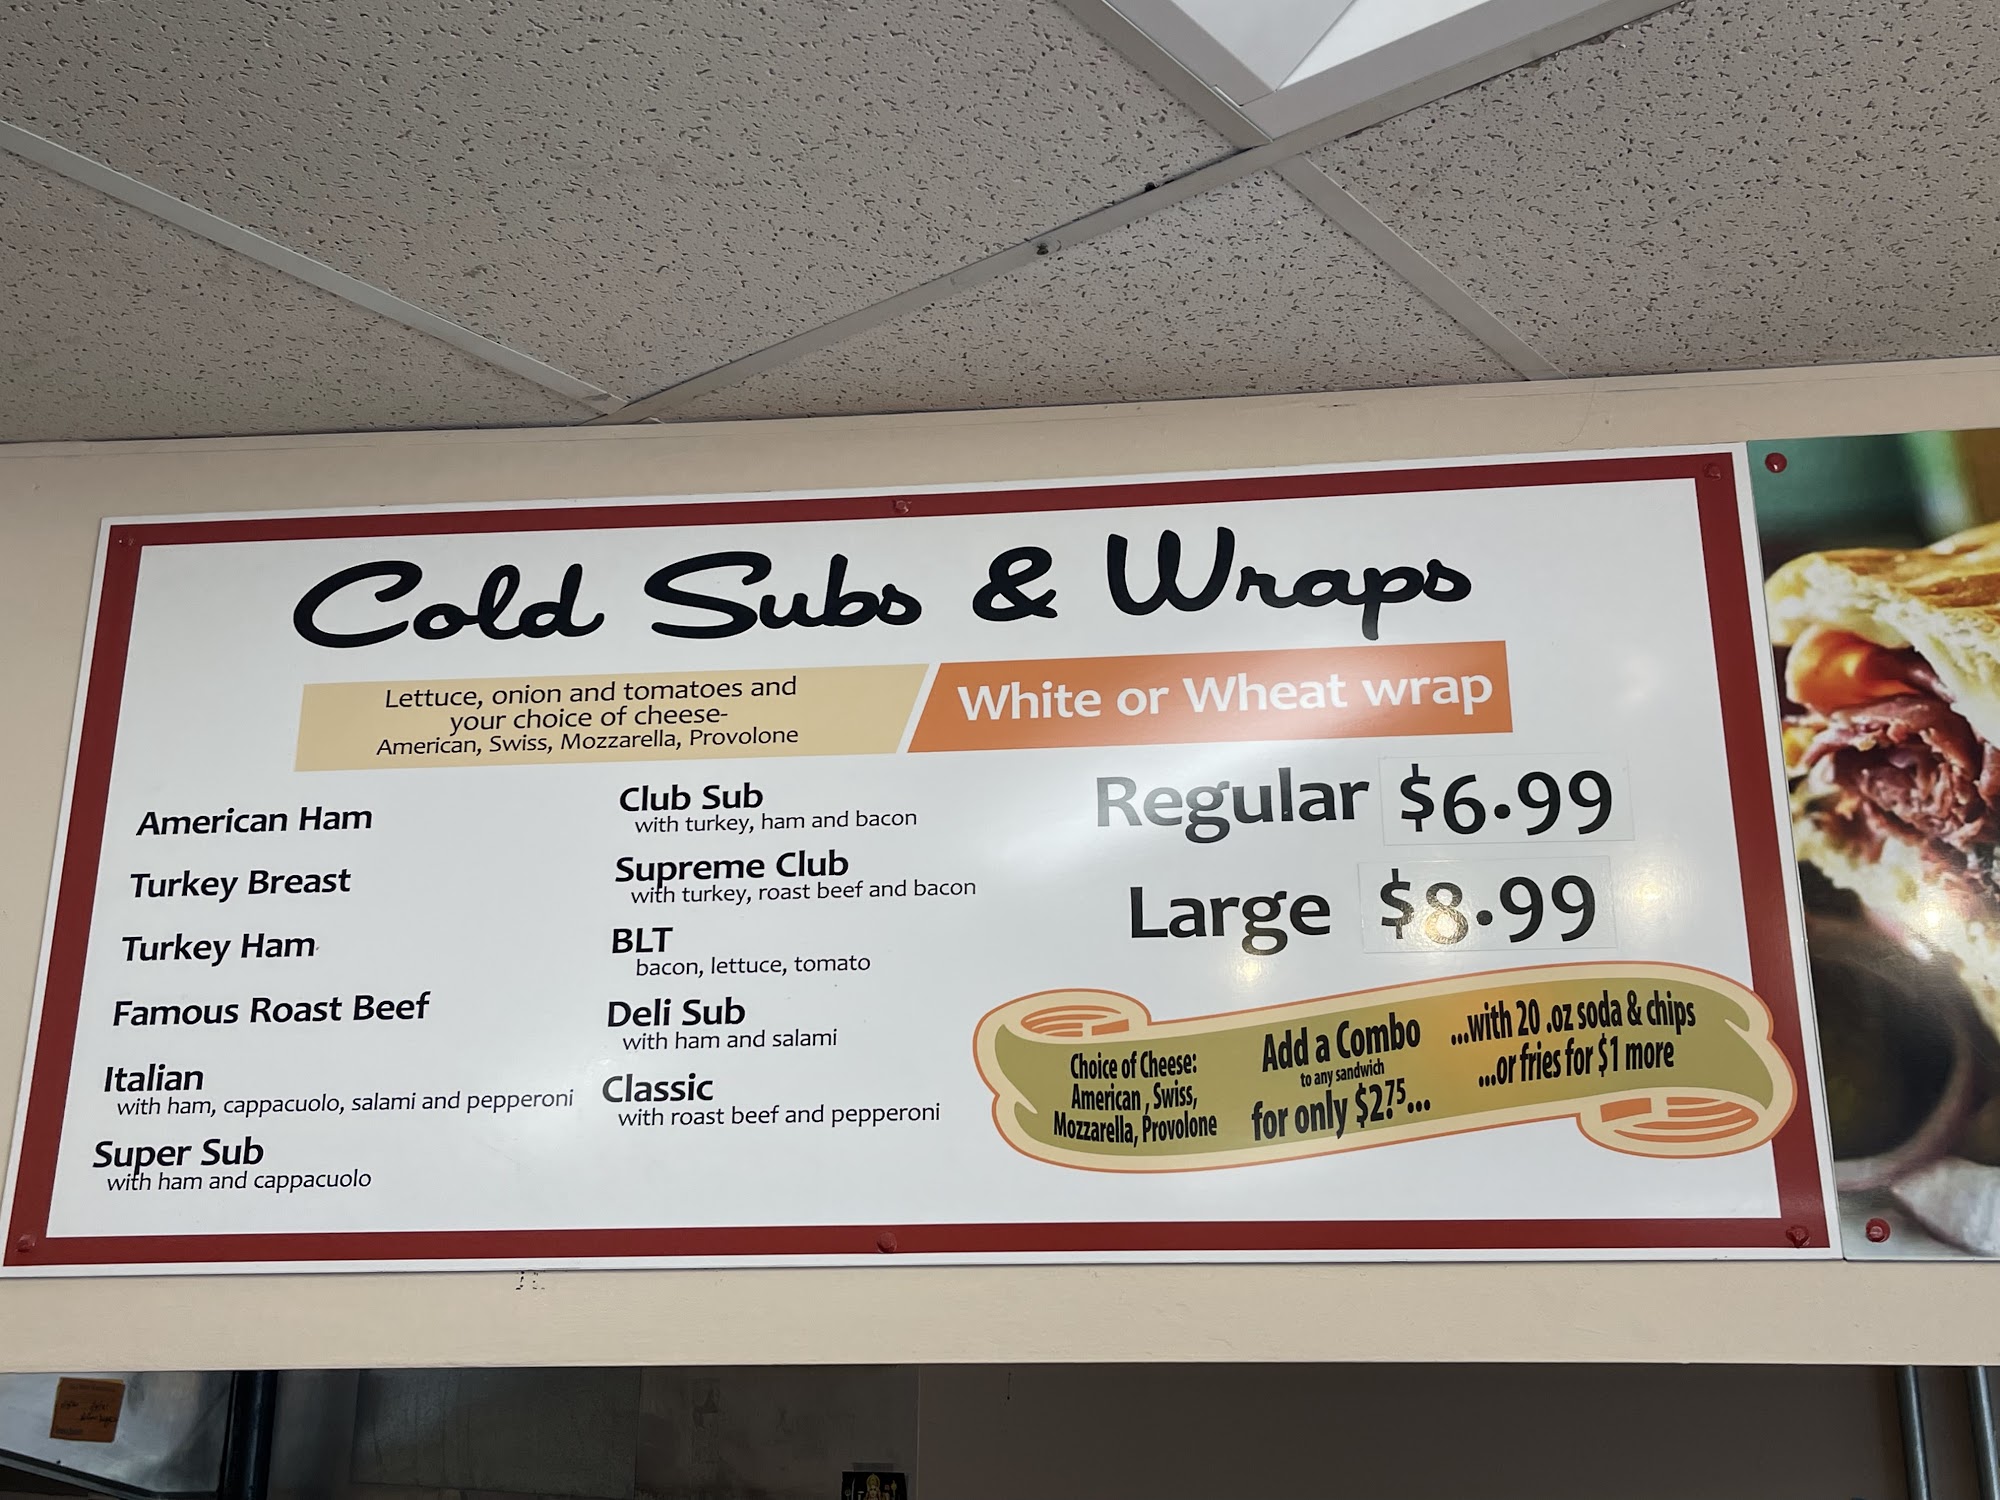 Cold Subs & Wraps
Lettuce, onion and tomatoes and
your choice of cheese-
American, Swiss, Mozzarella, Provolone
White or Wheat wrap
American Ham
Turkey Breast
Turkey Ham
Famous Roast Beef
Italian
with ham, cappacuolo, salami and pepperoni
Super Sub
with ham and cappacuolo
Club Sub
with turkey, ham and bacon
Supreme Club
with turkey, roast beef and bacon
BLT
bacon, lettuce, tomato
Deli Sub
with ham and salami
Classic
with roast beef and pepperoni
Regular $6.99
Large $8.99
Choice of Cheese:
American, Swiss,
Mozzarella, Provolone
Add a Combo
to any sandwich
for only $2.75...
...with 20 .oz soda & chips
...or fries for $1 more